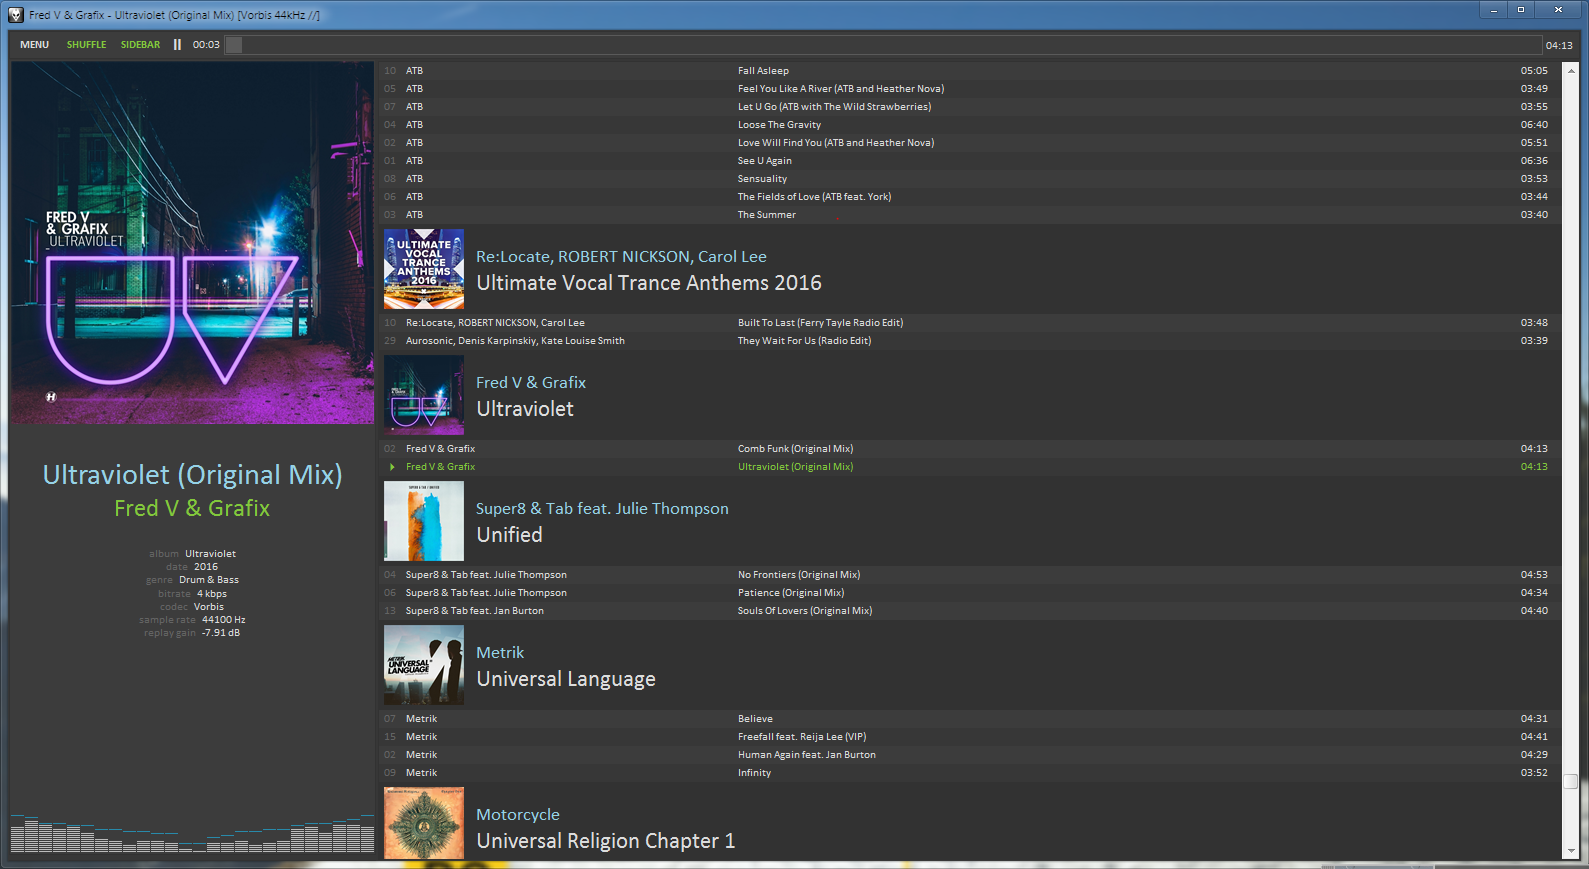 Fred V & Grafix - Ultraviolet (Original Mix) [Vorbis 44kHz //]
MENU SHUFFLE SIDEBAR 00:03 04:13
FRED V
& GRAFIX
_ULTRAVIOLET
UV
H
Ultraviolet (Original Mix)
Fred V & Grafix
album Ultraviolet
date 2016
genre Drum & Bass
bitrate 4 kbps
codec Vorbis
sample rate 44100 Hz
replay gain -7.91 dB
10 ATB Fall Asleep 05:05
05 ATB Feel You Like A River (ATB and Heather Nova) 03:49
07 ATB Let U Go (ATB with The Wild Strawberries) 03:55
04 ATB Loose The Gravity 06:40
02 ATB Love Will Find You (ATB and Heather Nova) 05:51
01 ATB See U Again 06:36
08 ATB Sensuality 03:53
06 ATB The Fields of Love (ATB feat. York) 03:44
03 ATB The Summer 03:40
ULTIMATE
VOCAL
TRANCE
ANTHEMS
2016
Re:Locate, ROBERT NICKSON, Carol Lee
Ultimate Vocal Trance Anthems 2016
10 Re:Locate, ROBERT NICKSON, Carol Lee Built To Last (Ferry Tayle Radio Edit) 03:48
29 Aurosonic, Denis Karpinskiy, Kate Louise Smith They Wait For Us (Radio Edit) 03:39
FRED V
& GRAFIX
UV
Fred V & Grafix
Ultraviolet
02 Fred V & Grafix Comb Funk (Original Mix) 04:13
Fred V & Grafix Ultraviolet (Original Mix) 04:13
SUPER8 & TAB / UNIFIED
Super8 & Tab feat. Julie Thompson
Unified
04 Super8 & Tab feat. Julie Thompson No Frontiers (Original Mix) 04:53
06 Super8 & Tab feat. Julie Thompson Patience (Original Mix) 04:34
13 Super8 & Tab feat. Jan Burton Souls Of Lovers (Original Mix) 04:40
METRIK
UNIVERSAL
LANGUAGE
Metrik
Universal Language
07 Metrik Believe 04:31
15 Metrik Freefall feat. Reija Lee (VIP) 04:41
02 Metrik Human Again feat. Jan Burton 04:29
09 Metrik Infinity 03:52
Motorcycle
Universal Religion Chapter 1